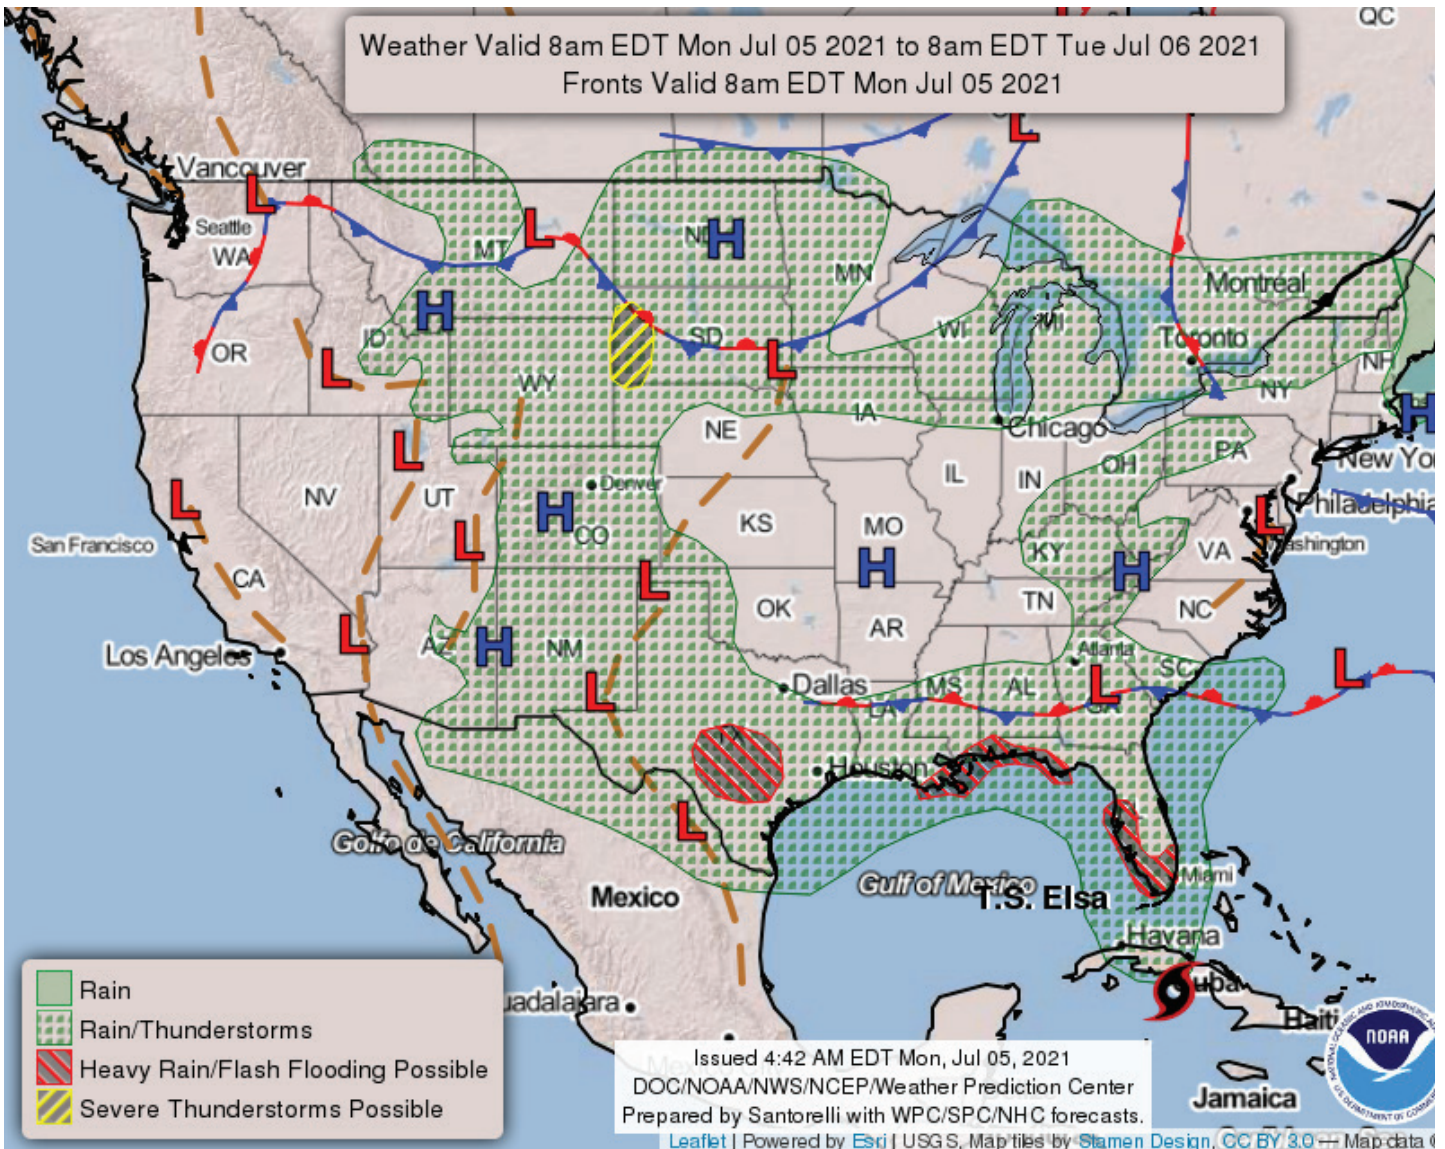 Weather Valid 8am EDT Mon Jul 05 2021 to 8am EDT Tue Jul 06 2021
Fronts Valid 8am EDT Mon Jul 05 2021
QC
L
Vancouver
L
Seattle
WA
MT
L
ND
H
MN
Montréal
H
ID
SD
WI
MI
Toronto
OR
L
WY
L
IA
NY
H
NE
Chicago
New Yo
L
UT
Denver
IL
IN
OH
PA
L
NV
H
CO
KS
MO
Philadelphia
L
San Francisco
L
KY
VA
Washington
CA
L
H
H
OK
TN
NC
AR
L
Los Angeles
AZ
H
NM
Atlanta
SC
L
L
Dallas
LA
MS
AL
L
GA
TX
Houston
L
Golfo de California
Mexico
Gulf of Mexico
T.S. Elsa
Miami
Havana
Cuba
Haiti
uadalajara
Mexico City
Jamaica
NOAA
Rain
Rain/Thunderstorms
Heavy Rain/Flash Flooding Possible
Severe Thunderstorms Possible
Issued 4:42 AM EDT Mon, Jul 05, 2021
DOC/NOAA/NWS/NCEP/Weather Prediction Center
Prepared by Santorelli with WPC/SPC/NHC forecasts.
Leaflet | Powered by Esri | USGS, Map tiles by Stamen Design, CC BY 3.0 — Map data ©